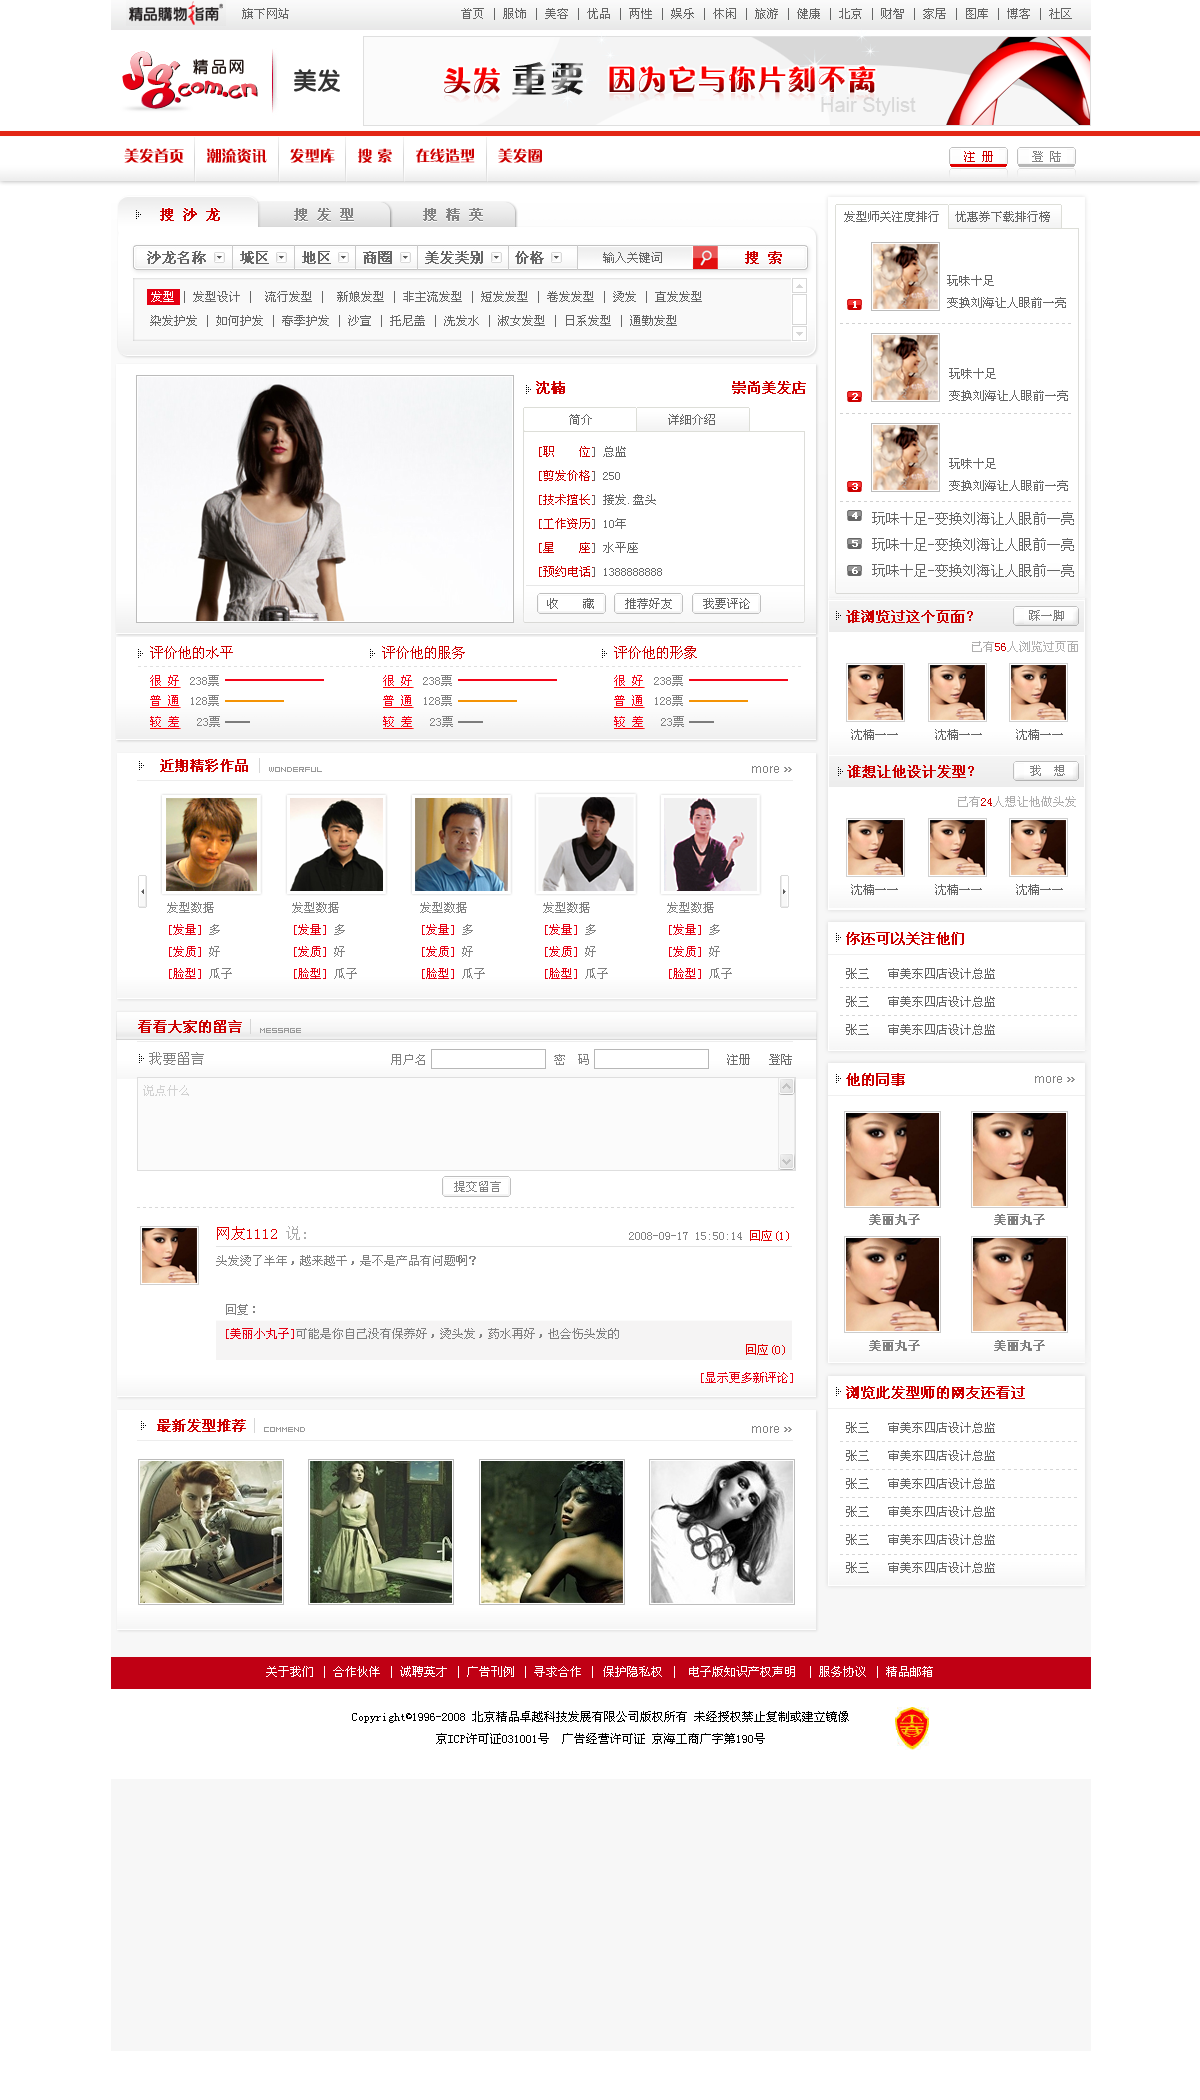 精品購物指南 旗下网站 首页 | 服饰 | 美容 | 优品 | 两性 | 娱乐 | 休闲 | 旅游 | 健康 | 北京 | 财智 | 家居 | 图库 | 博客 | 社区
Sg.com.cn 精品网 美发
头发 重要 因为它与你片刻不离
Hair Stylist
美发首页 潮流资讯 发型库 搜 索 在线造型 美发圈 注 册 登 陆
搜 沙 龙 搜 发 型 搜 精 英
沙龙名称 城区 地区 商圈 美发类别 价格 输入关键词 搜 索
发型 | 发型设计 | 流行发型 | 新娘发型 | 非主流发型 | 短发发型 | 卷发发型 | 烫发 | 直发发型
染发护发 | 如何护发 | 春季护发 | 沙宣 | 托尼盖 | 洗发水 | 淑女发型 | 日系发型 | 通勤发型
沈楠 崇尚美发店
简介 详细介绍
[职 位] 总监
[剪发价格] 250
[技术擅长] 接发.盘头
[工作资历] 10年
[星 座] 水平座
[预约电话] 1388888888
收 藏 推荐好友 我要评论
评价他的水平 评价他的服务 评价他的形象
很 好 238票 很 好 238票 很 好 238票
普 通 128票 普 通 128票 普 通 128票
较 差 23票 较 差 23票 较 差 23票
近期精彩作品 WONDERFUL more »
发型数据 发型数据 发型数据 发型数据 发型数据
[发量] 多 [发量] 多 [发量] 多 [发量] 多 [发量] 多
[发质] 好 [发质] 好 [发质] 好 [发质] 好 [发质] 好
[脸型] 瓜子 [脸型] 瓜子 [脸型] 瓜子 [脸型] 瓜子 [脸型] 瓜子
看看大家的留言 MESSAGE
我要留言 用户名 密 码 注册 登陆
说点什么
提交留言
网友1112 说: 2008-09-17 15:50:14 回应(1)
头发烫了半年，越来越干，是不是产品有问题啊?
回复：
[美丽小丸子]可能是你自己没有保养好，烫头发，药水再好，也会伤头发的
回应(0)
[显示更多新评论]
最新发型推荐 COMMEND more »
发型师关注度排行 优惠券下载排行榜
玩味十足
1 变换刘海让人眼前一亮
玩味十足
2 变换刘海让人眼前一亮
玩味十足
3 变换刘海让人眼前一亮
4 玩味十足-变换刘海让人眼前一亮
5 玩味十足-变换刘海让人眼前一亮
6 玩味十足-变换刘海让人眼前一亮
谁浏览过这个页面? 踩一脚
已有56人浏览过页面
沈楠一一 沈楠一一 沈楠一一
谁想让他设计发型? 我 想
已有24人想让他做头发
沈楠一一 沈楠一一 沈楠一一
你还可以关注他们
张三 审美东四店设计总监
张三 审美东四店设计总监
张三 审美东四店设计总监
他的同事 more »
美丽丸子 美丽丸子
美丽丸子 美丽丸子
浏览此发型师的网友还看过
张三 审美东四店设计总监
张三 审美东四店设计总监
张三 审美东四店设计总监
张三 审美东四店设计总监
张三 审美东四店设计总监
张三 审美东四店设计总监
关于我们 | 合作伙伴 | 诚聘英才 | 广告刊例 | 寻求合作 | 保护隐私权 | 电子版知识产权声明 | 服务协议 | 精品邮箱
Copyright©1996-2008 北京精品卓越科技发展有限公司版权所有 未经授权禁止复制或建立镜像
京ICP许可证031001号 广告经营许可证 京海工商广字第190号